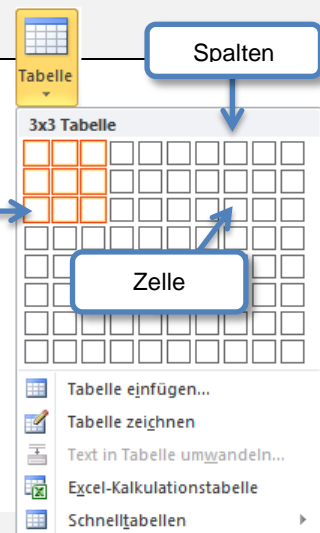 Spalten
Tabelle
3x3 Tabelle
Zelle
Tabelle einfügen...
Tabelle zeichnen
Text in Tabelle umwandeln...
Excel-Kalkulationstabelle
Schnelltabellen